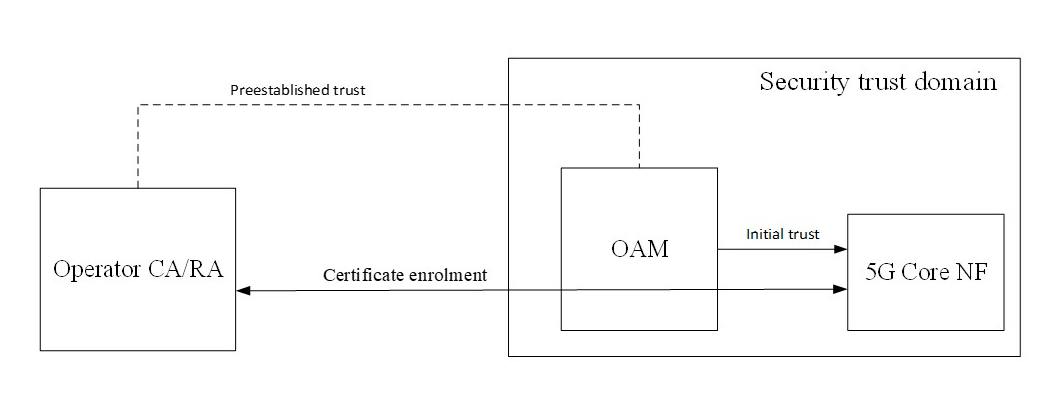 Security trust domain
Preestablished trust
Initial trust
OAM
Operator CA/RA
Certificate enrolment
5G Core NF